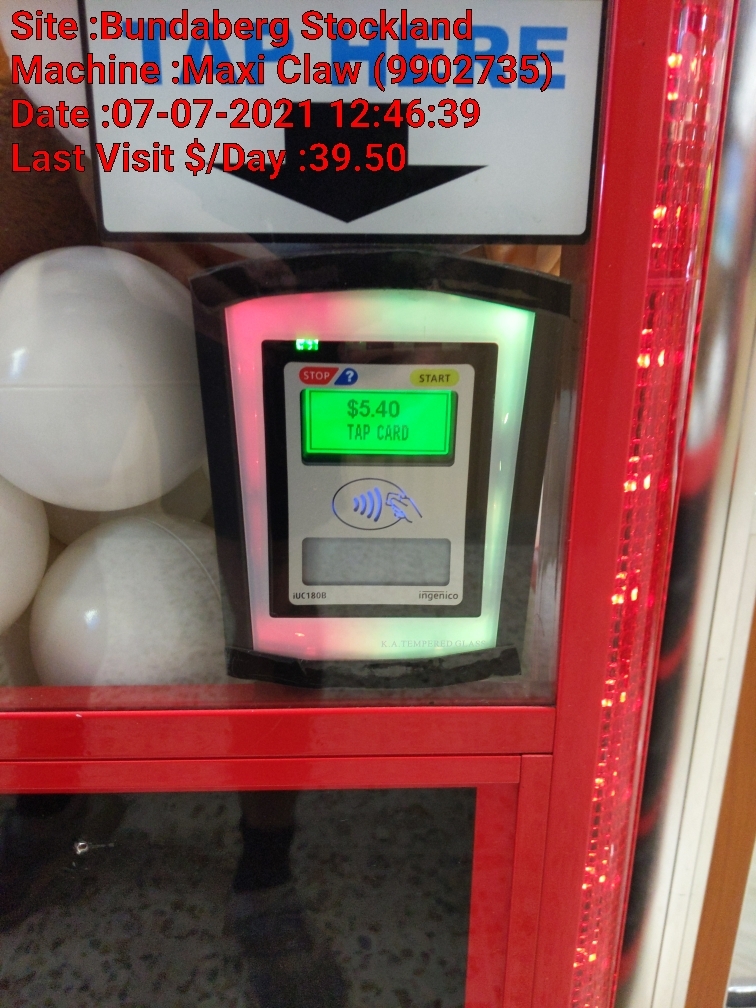 Site :Bundaberg Stockland
TAP HERE
Machine :Maxi Claw (9902735)
Date :07-07-2021 12:46:39
Last Visit $/Day :39.50
STOP ? START
$5.40
TAP CARD
iUC180B ingenico
K.A.TEMPERED GLASS